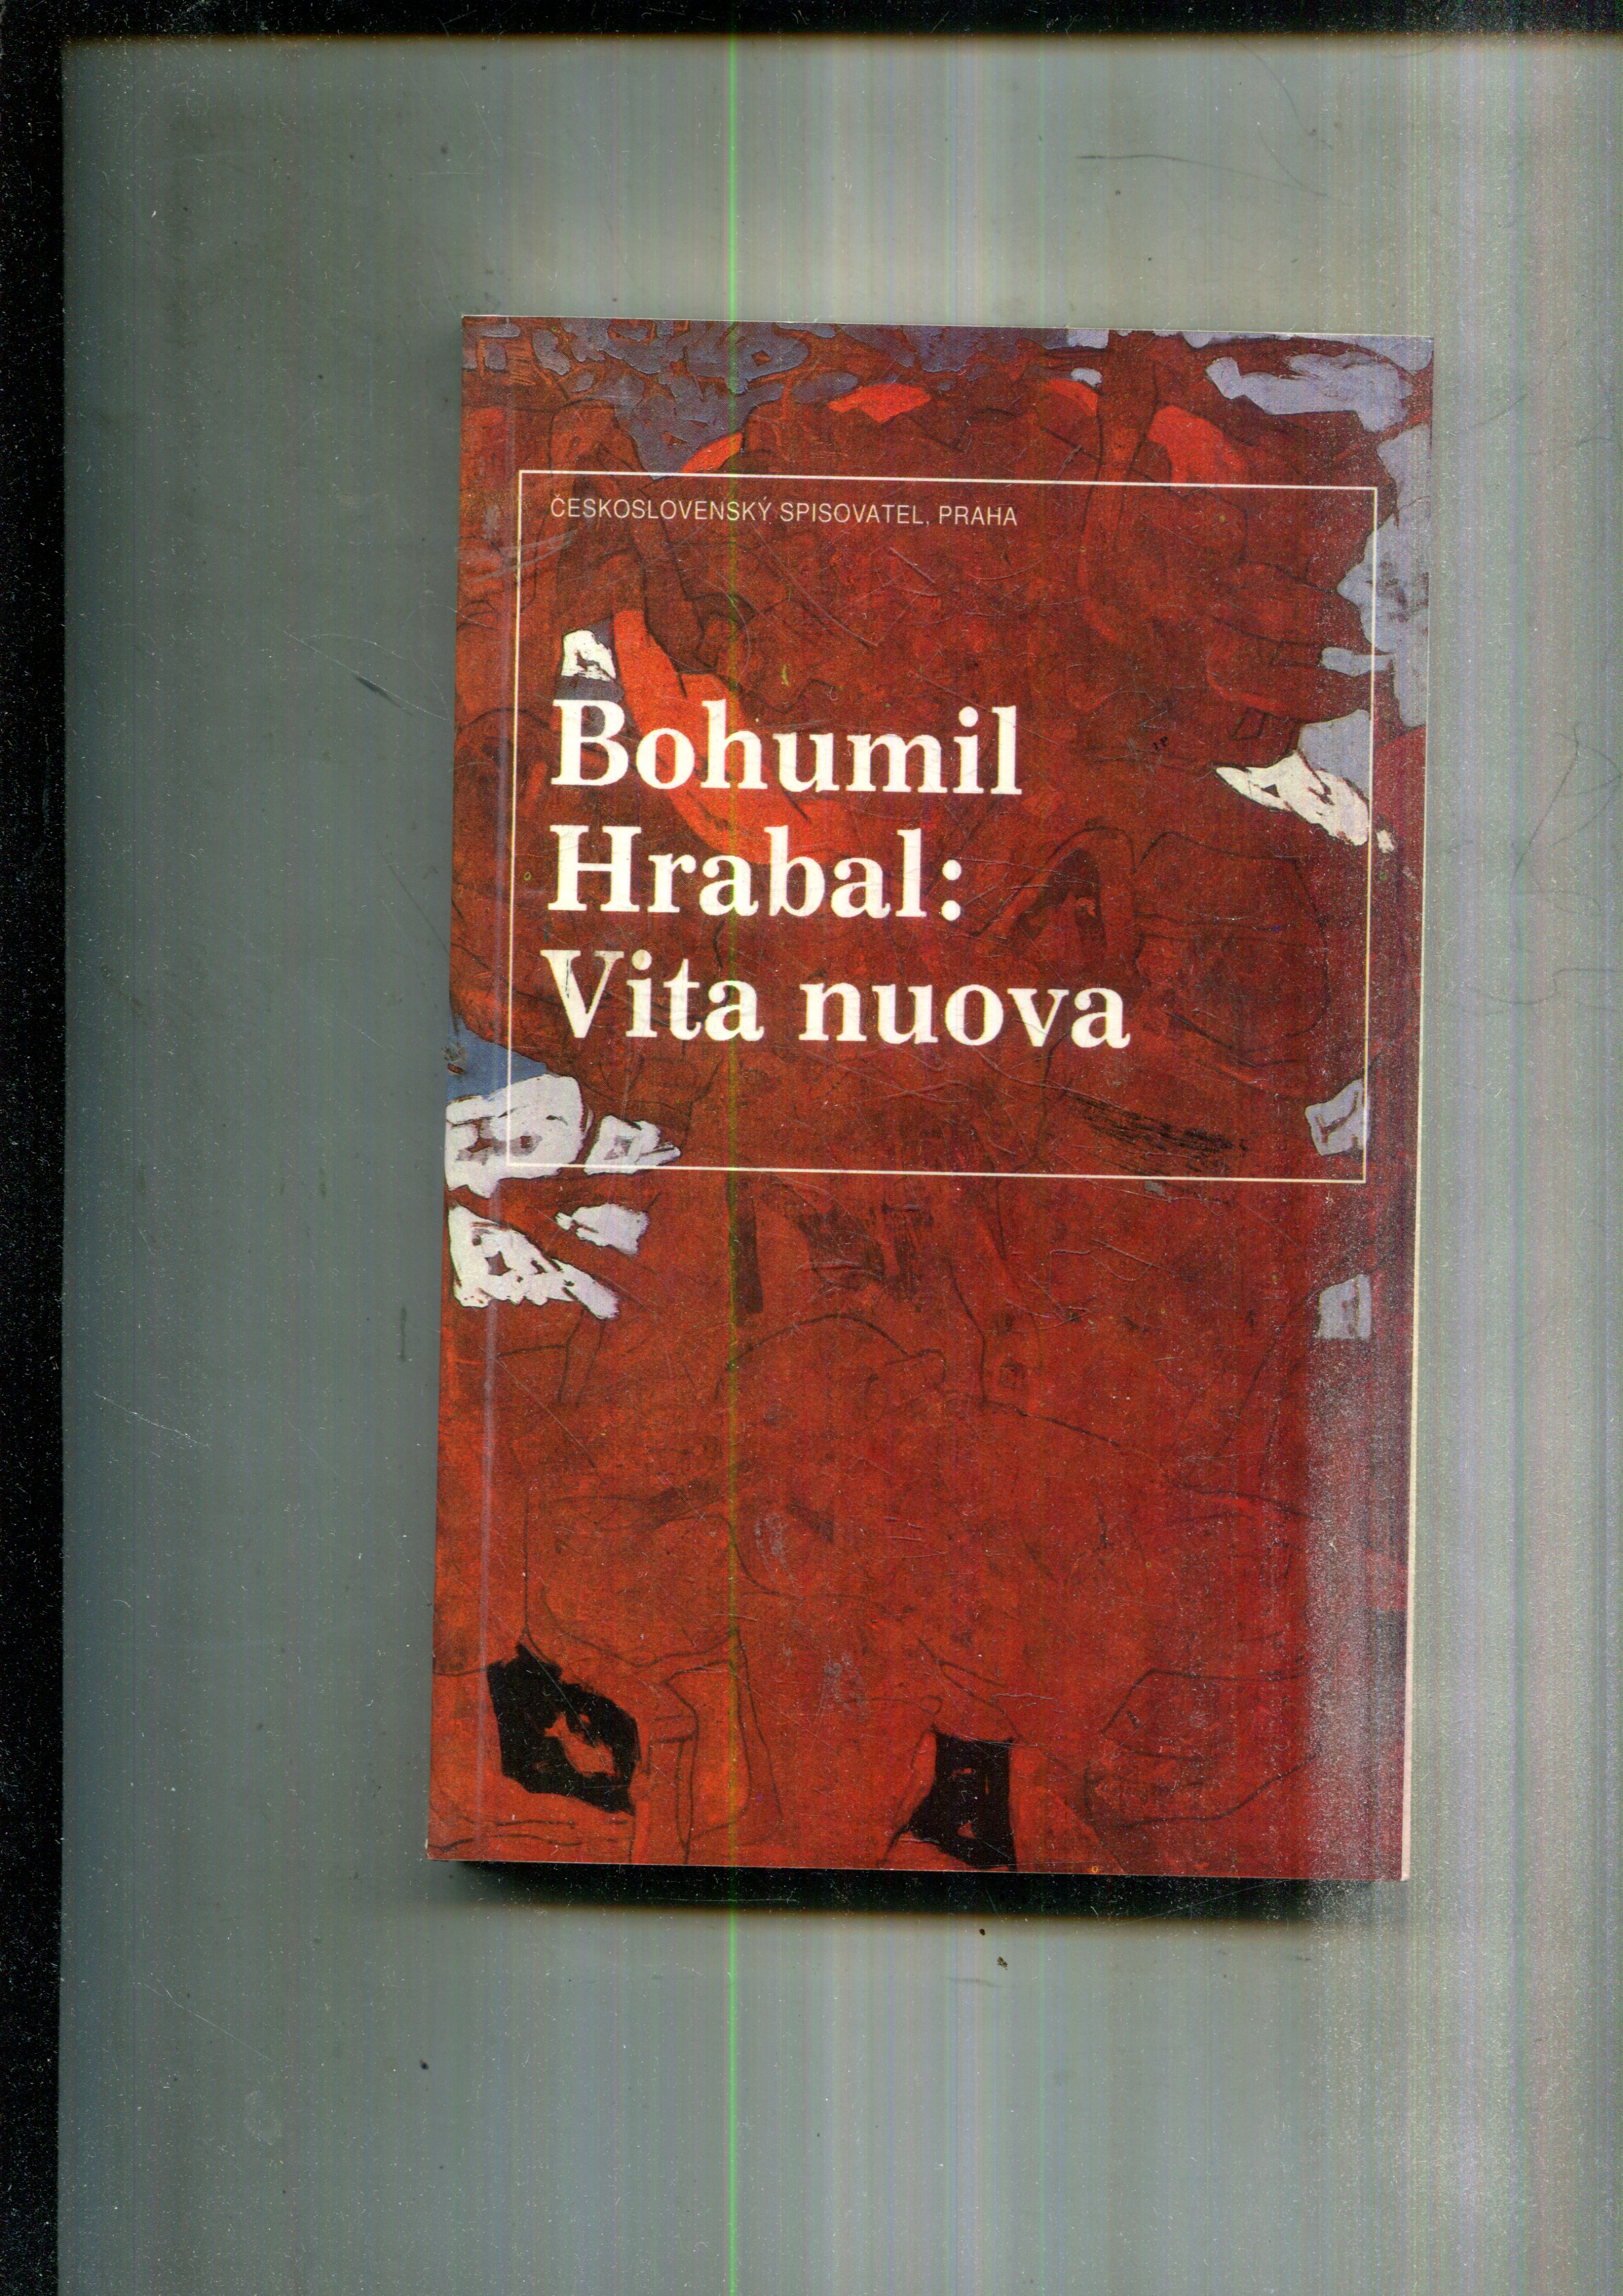 ČESKOSLOVENSKÝ SPISOVATEL, PRAHA
Bohumil
Hrabal:
Vita nuova